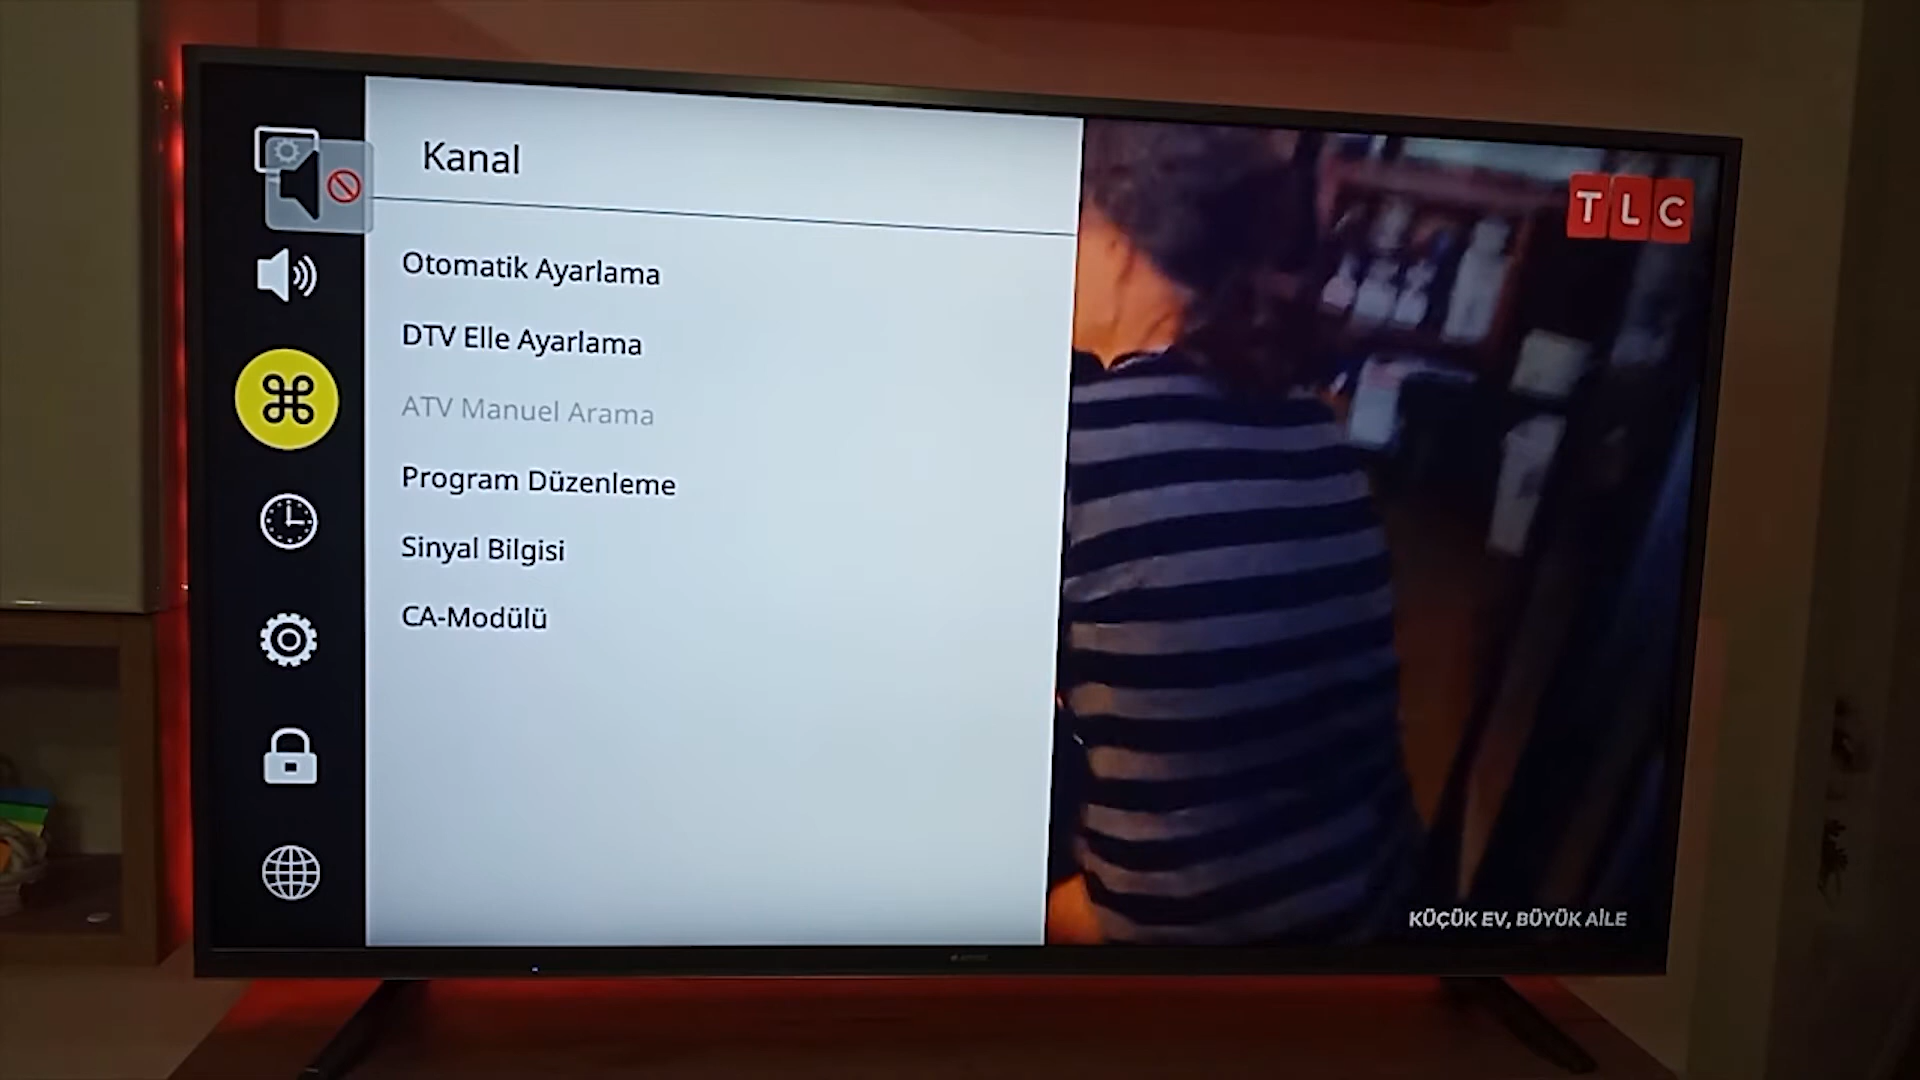 Kanal
Otomatik Ayarlama
DTV Elle Ayarlama
ATV Manuel Arama
Program Düzenleme
Sinyal Bilgisi
CA-Modülü
TLC
KÜÇÜK EV, BÜYÜK AİLE